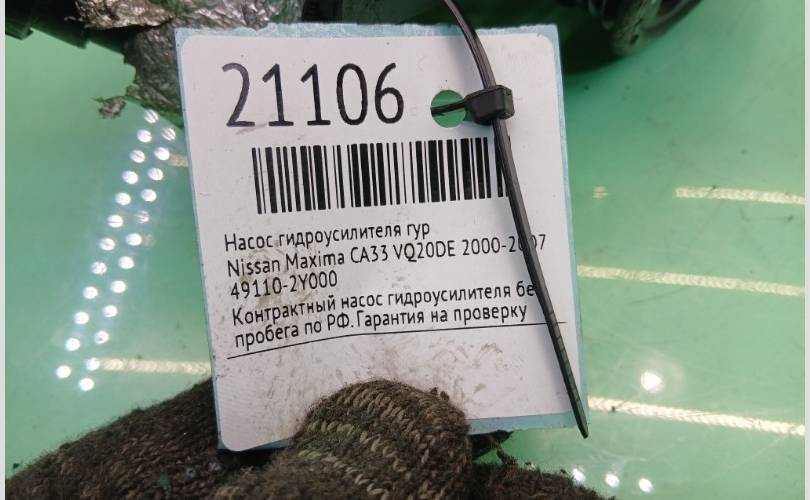 21106
Насос гидроусилителя гур
Nissan Maxima CA33 VQ20DE 2000-2007
49110-2Y000
Контрактный насос гидроусилителя бе
пробега по РФ. Гарантия на проверку